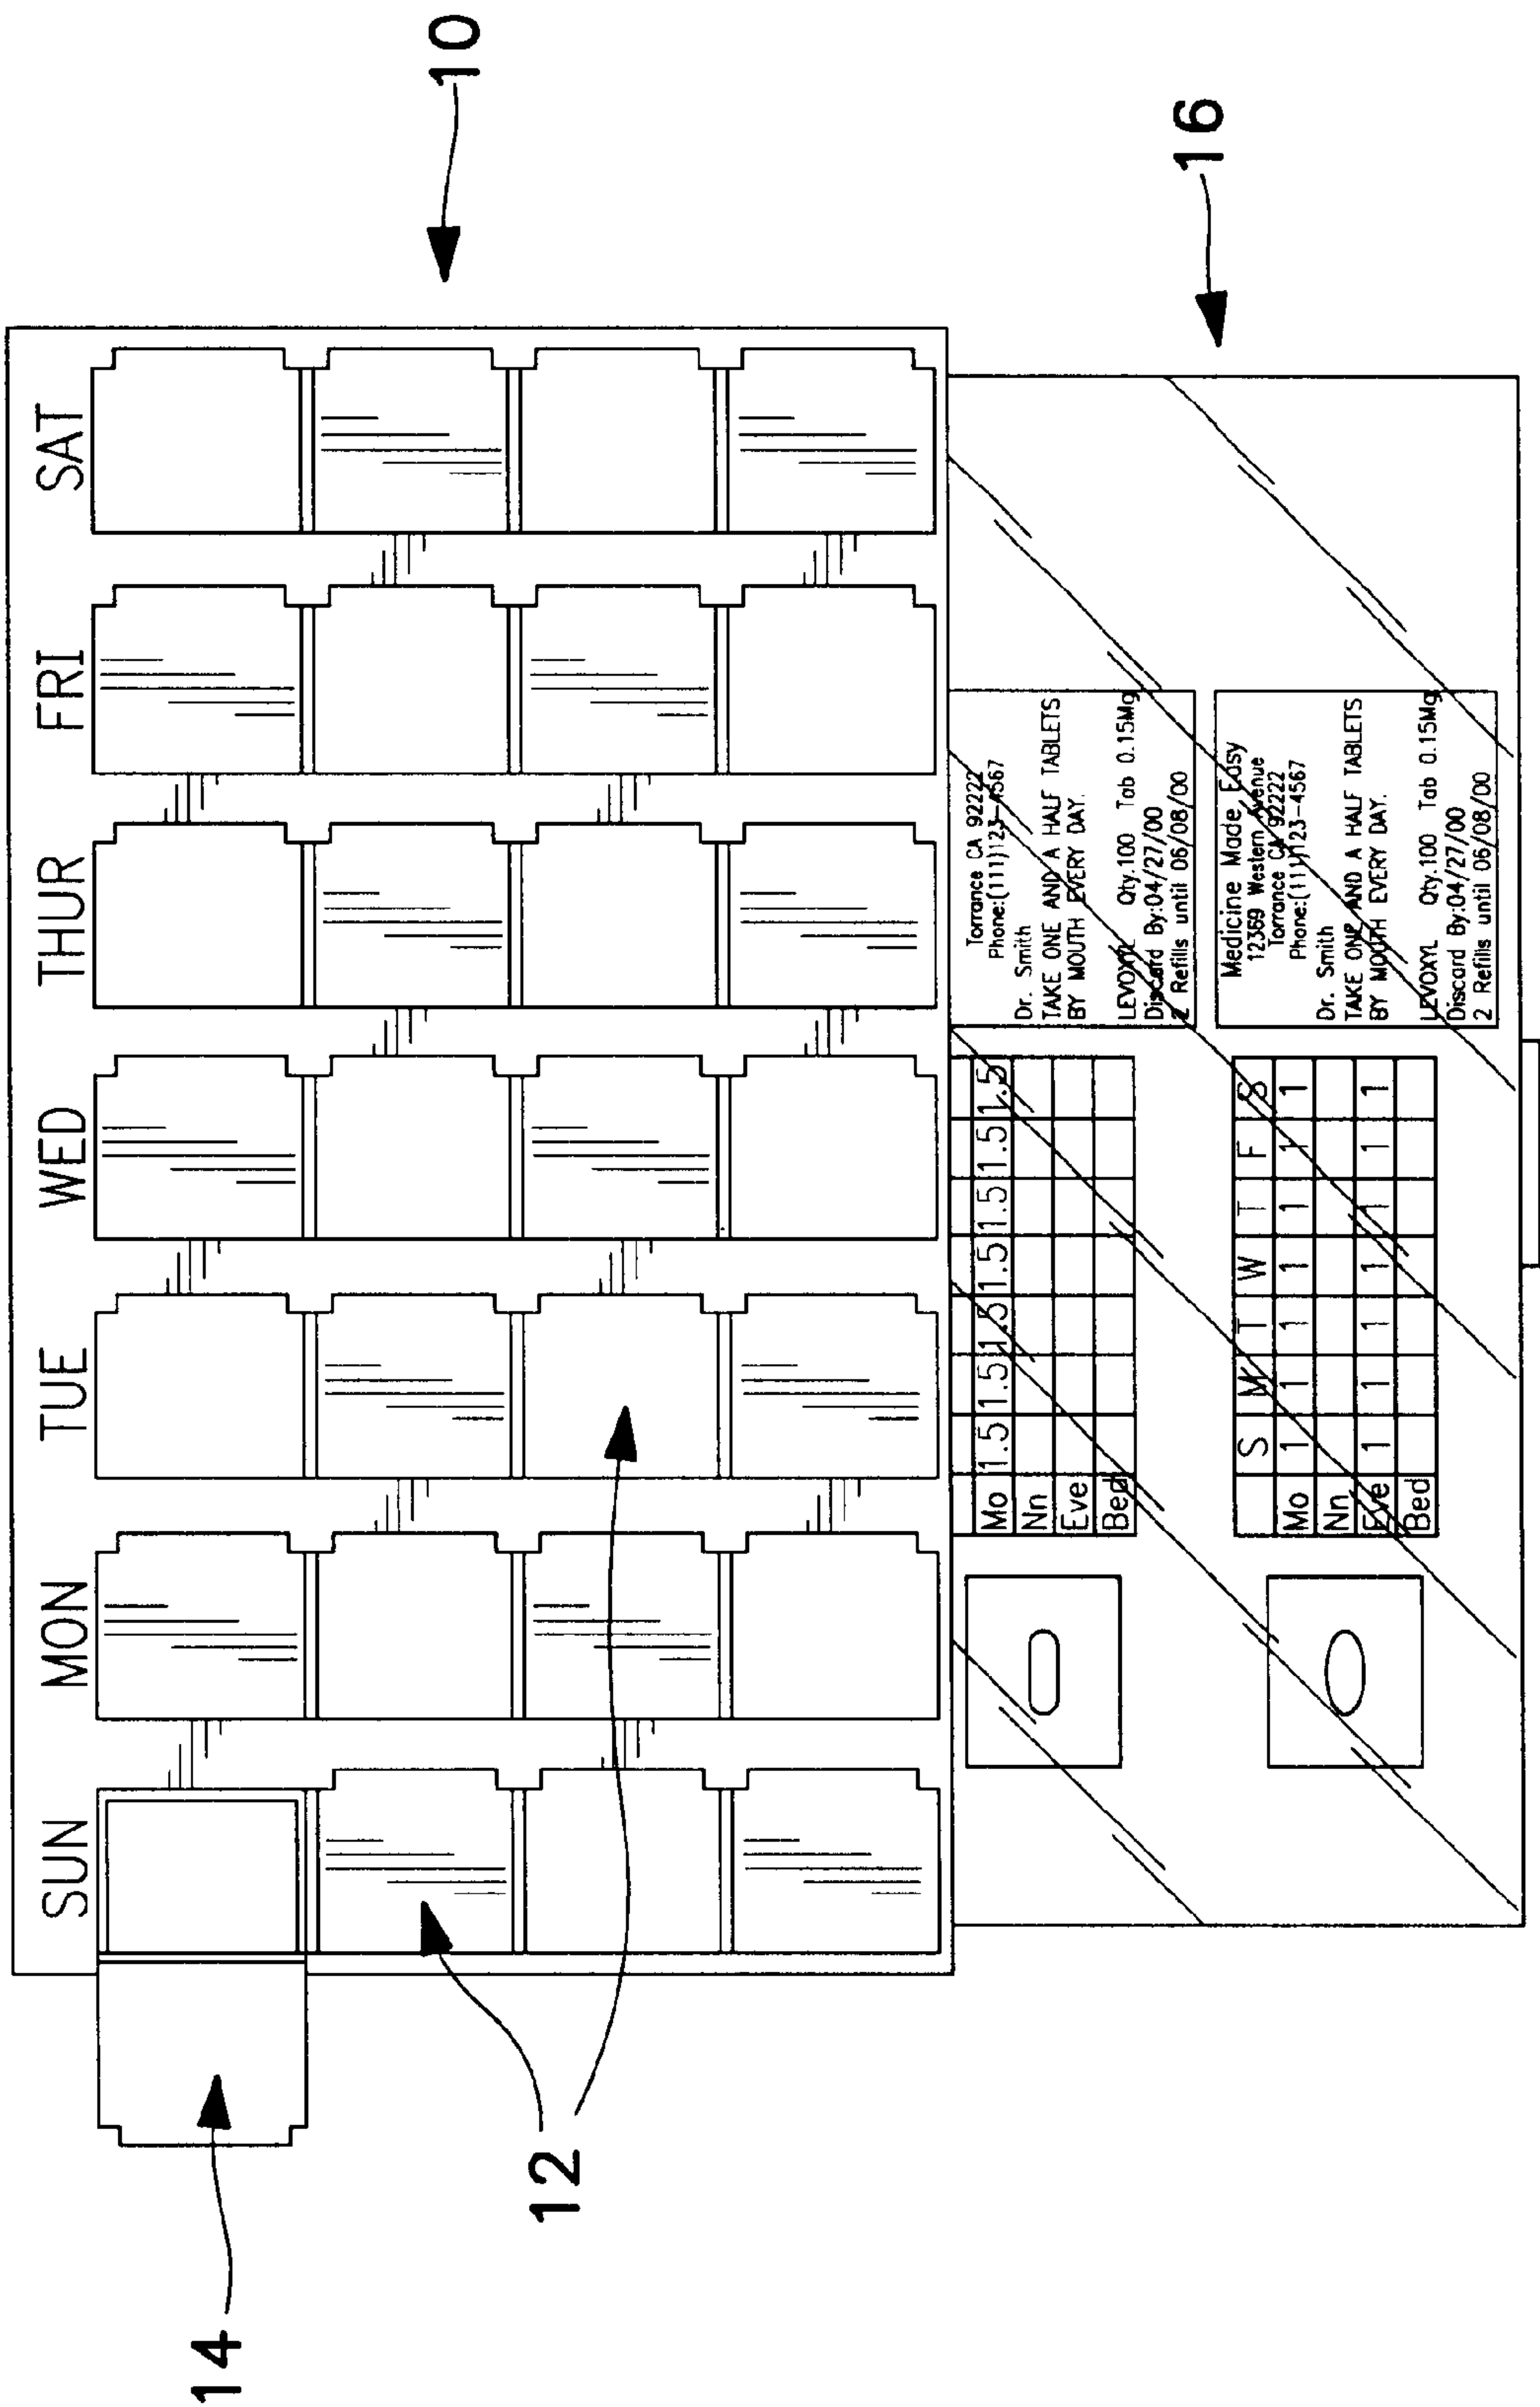 10
16
SUN MON TUE WED THUR FRI SAT
14
12
Torrance CA 92222
Phone:(111)123-4567
Dr. Smith
TAKE ONE AND A HALF TABLETS
BY MOUTH EVERY DAY.
LEVOXYL Qty.100 Tab 0.15Mg
Discard By:04/27/00
2 Refills until 06/08/00
Mo 1.5 1.5 1.5 1.5 1.5 1.5 1.5
Nn
Eve
Bed
Medicine Made Easy
12369 Western Avenue
Torrance CA 92222
Phone:(111)123-4567
Dr. Smith
TAKE ONE AND A HALF TABLETS
BY MOUTH EVERY DAY.
LEVOXYL Qty.100 Tab 0.15Mg
Discard By:04/27/00
2 Refills until 06/08/00
S M T W T F S
Mo 1 1 1 1 1 1 1
Nn
Eve 1 1 1 1 1 1 1
Bed